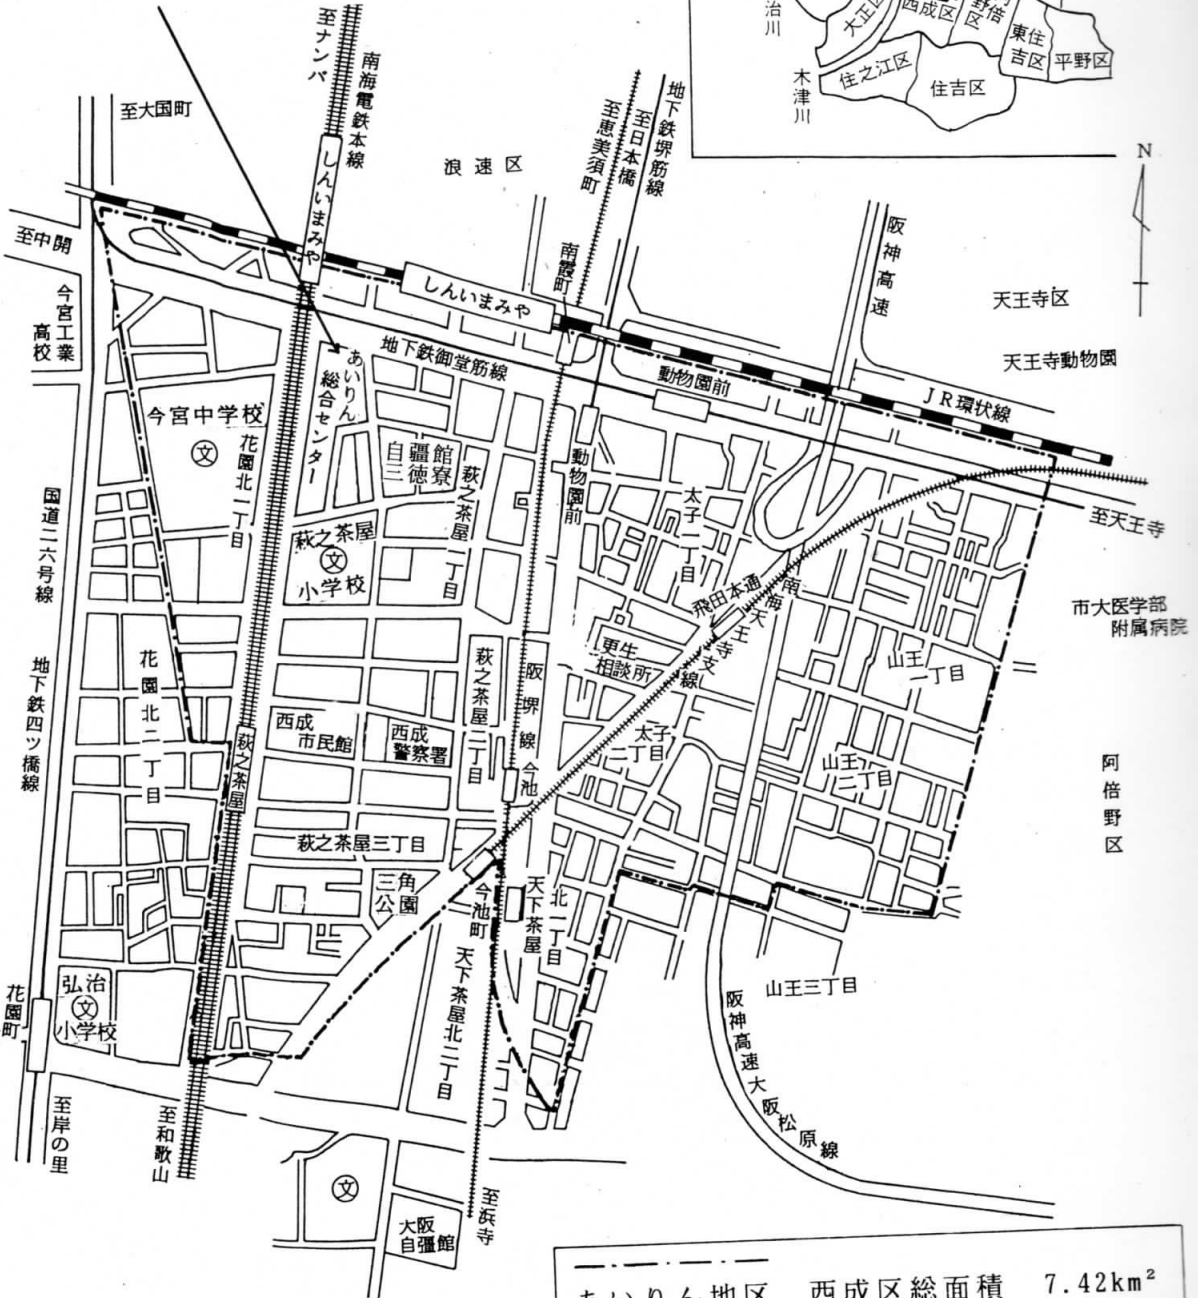 治川
大正区
西成区
東住吉区
平野区
住之江区
住吉区
木津川
N
至ナンバ
南海電鉄本線
至大国町
浪速区
至恵美須町
至日本橋
地下鉄堺筋線
阪神高速
至中開
しんいまみや
しんいまみや
南霞町
天王寺区
天王寺動物園
今宮工業
高校
地下鉄御堂筋線
動物園前
JR環状線
あいりん
総合センター
今宮中学校
文
花園北一丁目
自彊館
三徳寮
萩之茶屋一丁目
動物園前
太子一丁目
至天王寺
国道二六号線
萩之茶屋
文
小学校
飛田本通
南海天王寺支線
市大医学部
附属病院
花園北二丁目
地下鉄四ツ橋線
更生
相談所
山王
一丁目
萩之茶屋二丁目
阪堺線
西成
市民館
西成
警察署
太子
二丁目
今池
山王
二丁目
阿倍野区
萩之茶屋
萩之茶屋三丁目
三角
公園
今池町
天下茶屋
北一丁目
天下茶屋北二丁目
弘治
文
小学校
花園町
山王三丁目
阪神高速大阪松原線
至岸の里
至和歌山
文
至浜寺
大阪
自彊館
あいりん地区 西成区総面積 7.42km²